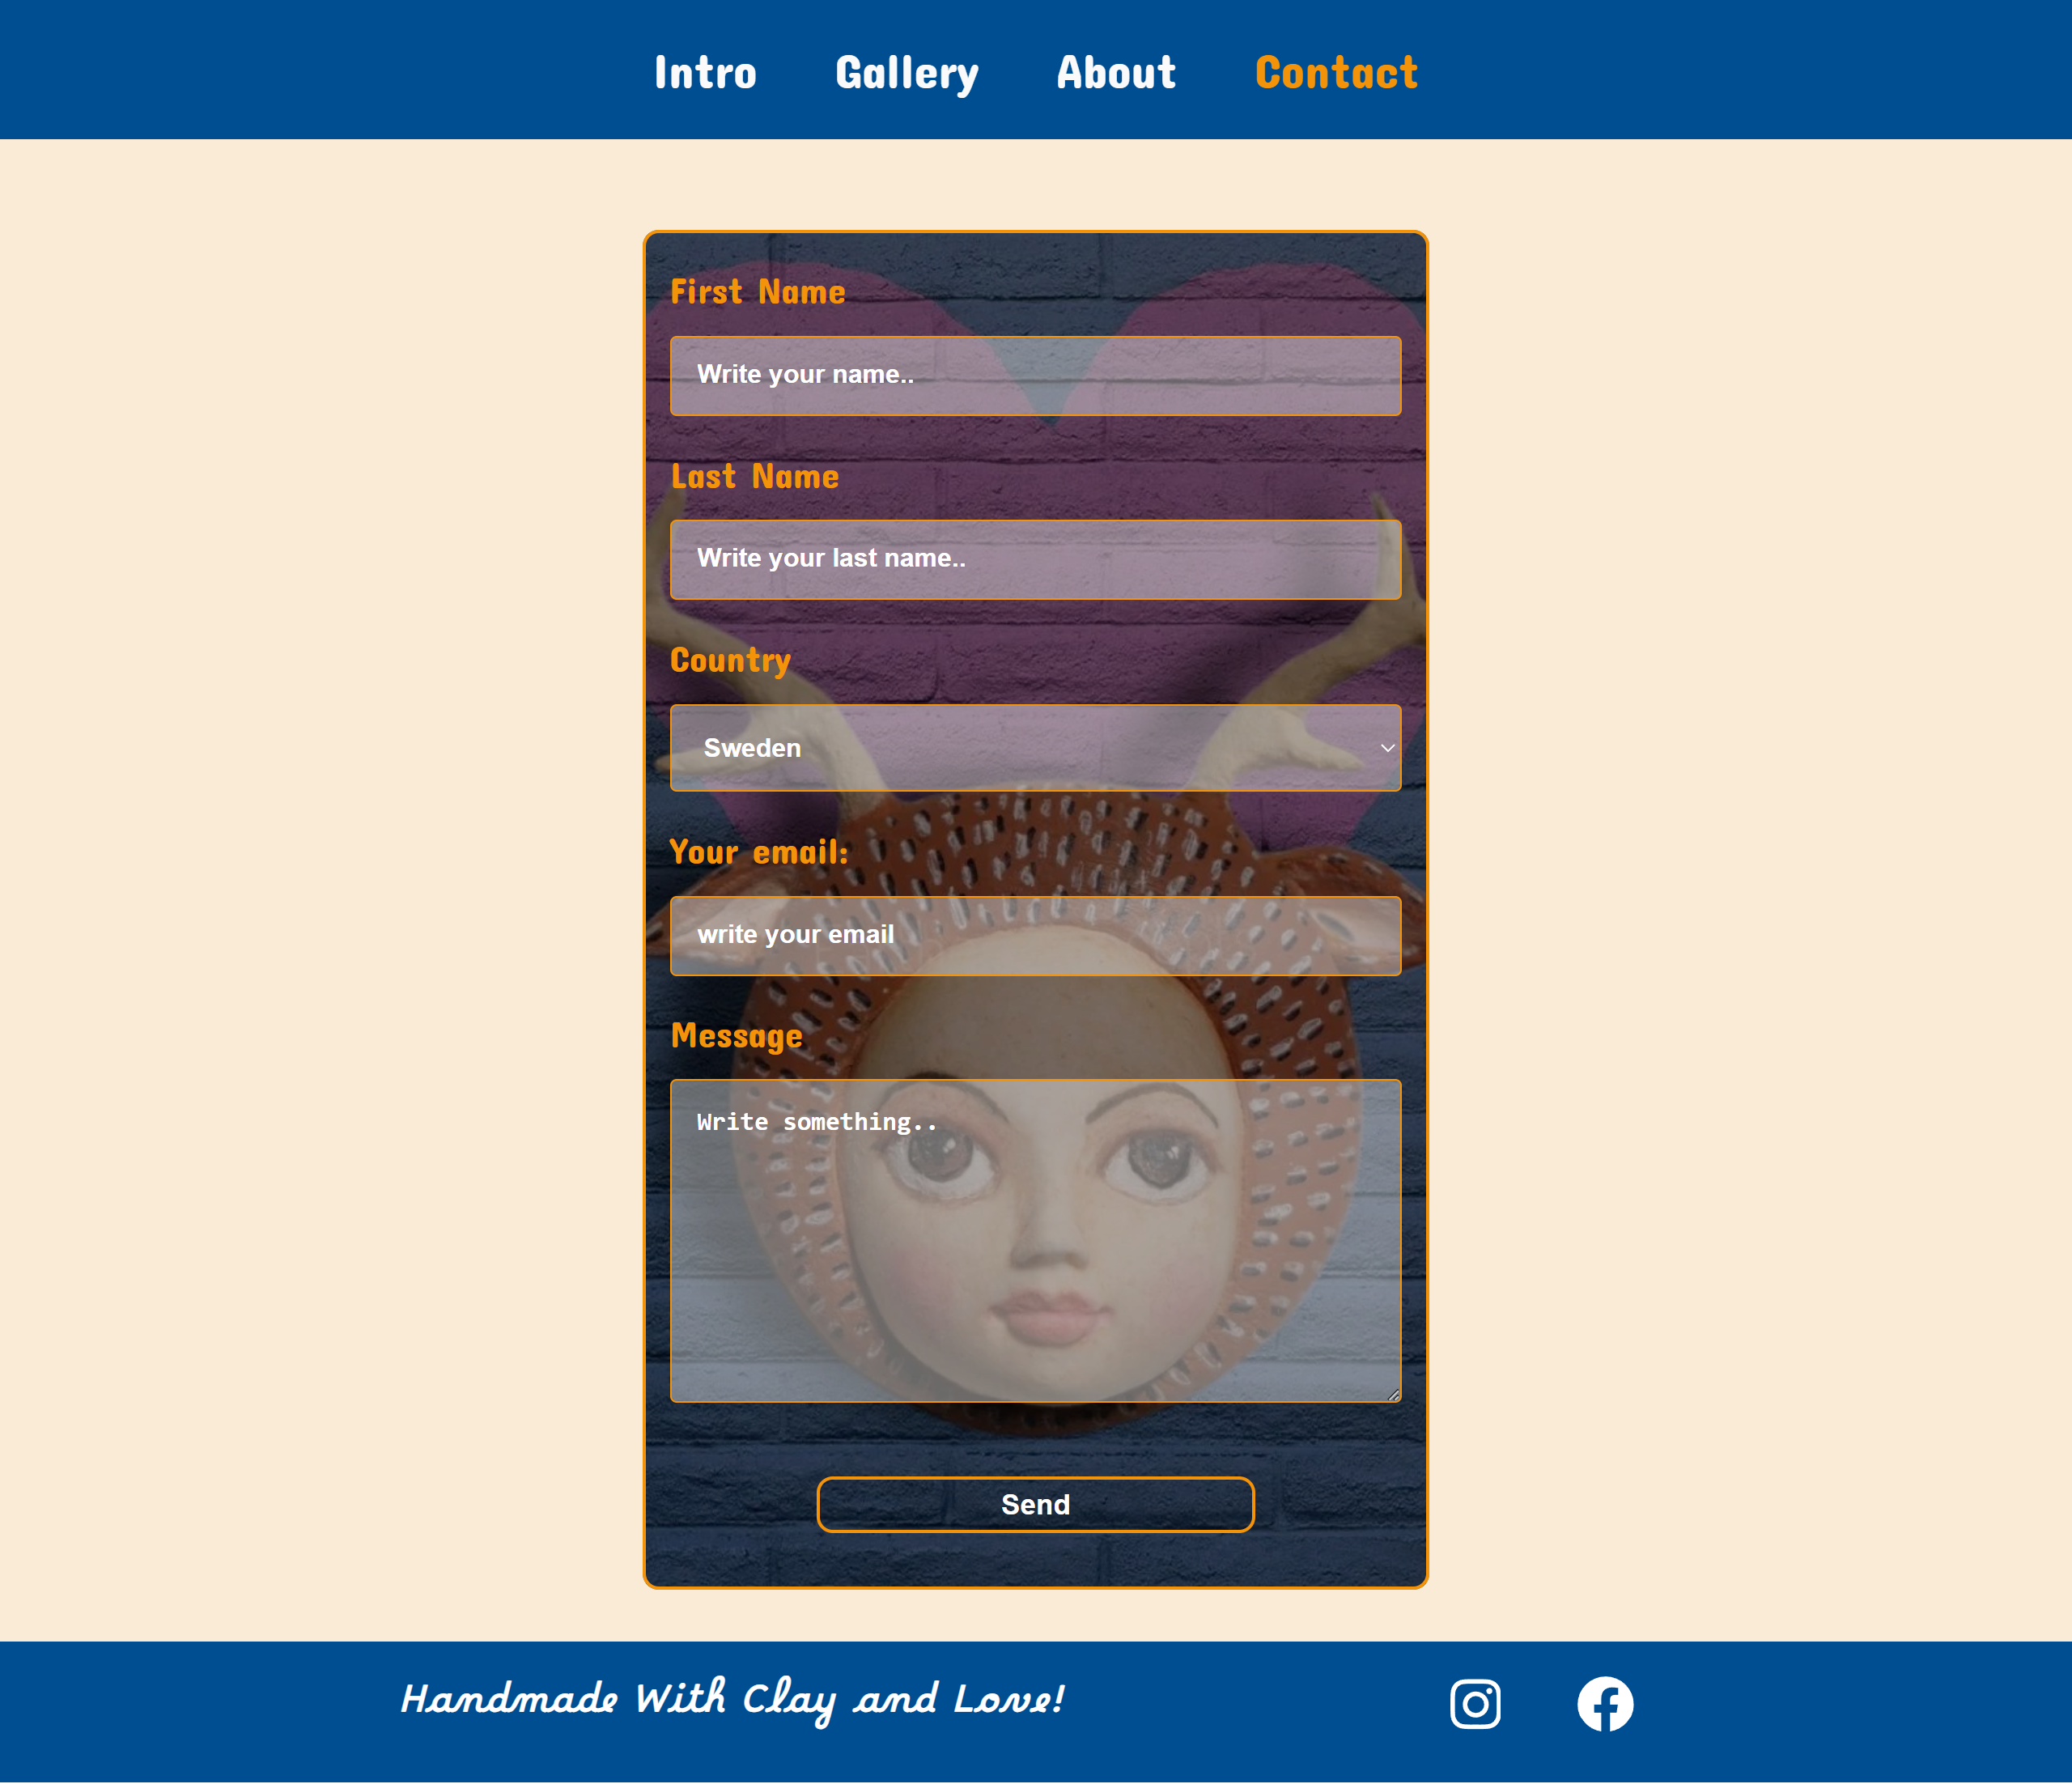 Intro Gallery About Contact
First Name
Write your name..
Last Name
Write your last name..
Country
Sweden
Your email:
write your email
Message
Write something..
Send
Handmade With Clay and Love!